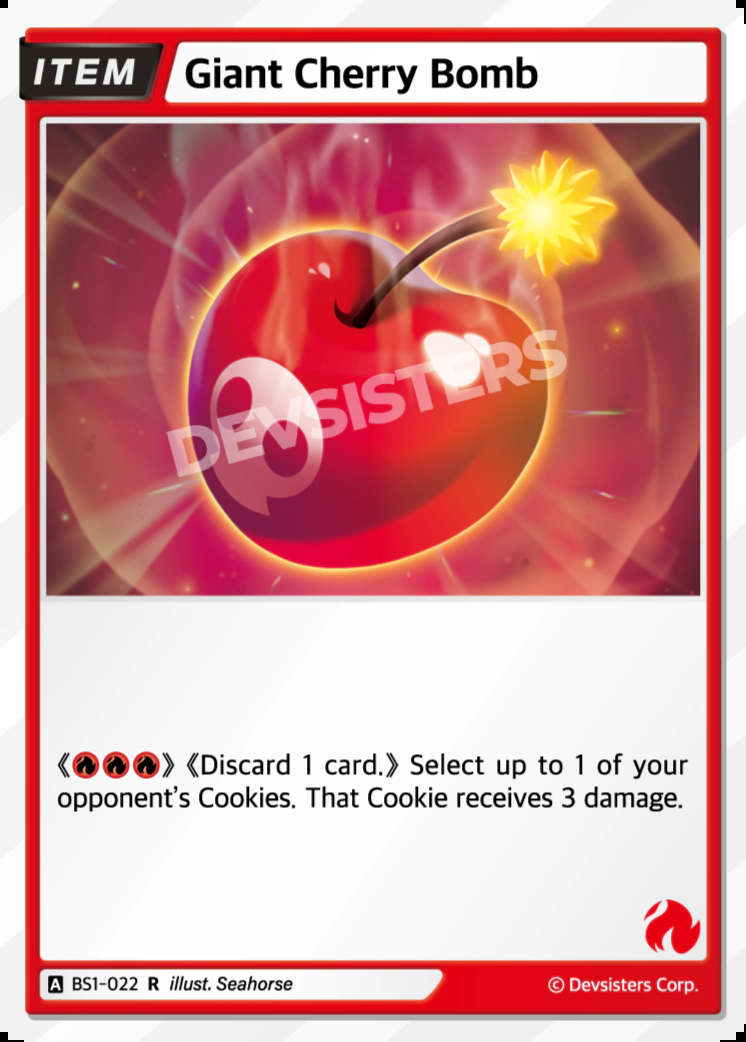 ITEM
Giant Cherry Bomb
DEVSISTERS
《》《Discard 1 card.》 Select up to 1 of your
opponent's Cookies. That Cookie receives 3 damage.
A BS1-022 R illust. Seahorse
© Devsisters Corp.